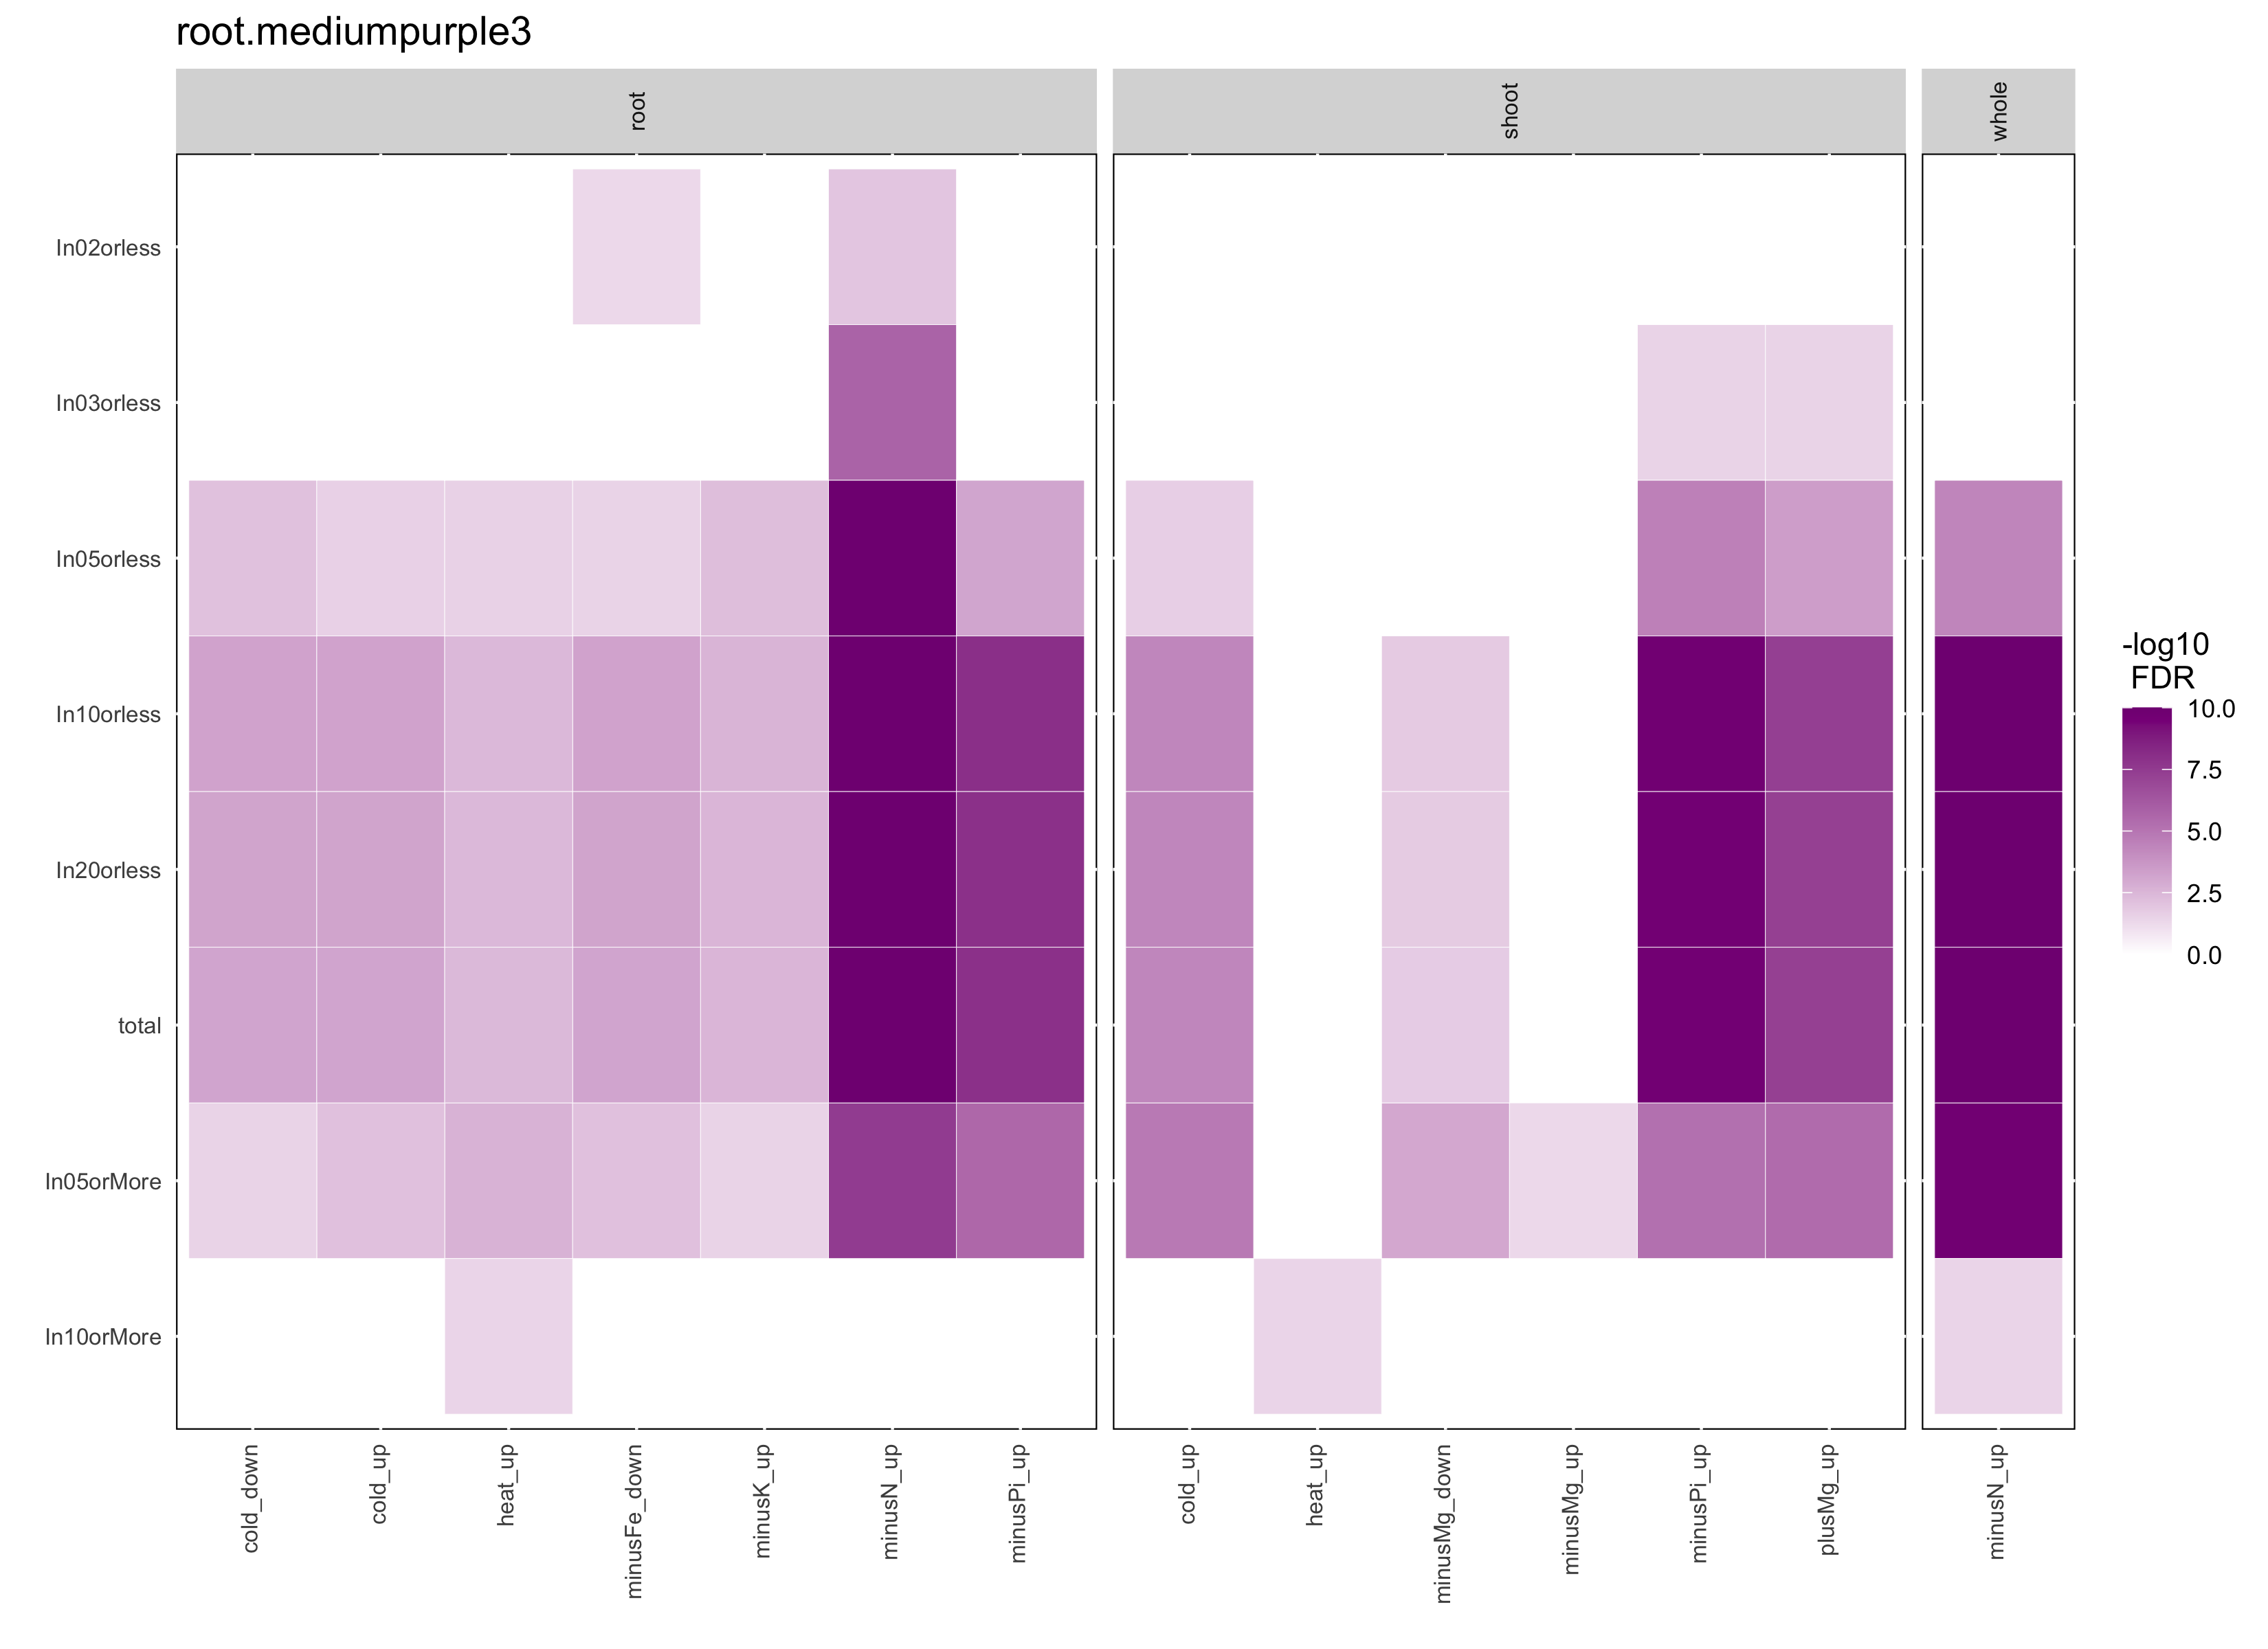 root.mediumpurple3
root
shoot
whole
In02orless
In03orless
In05orless
In10orless
In20orless
total
In05orMore
In10orMore
cold_down
cold_up
heat_up
minusFe_down
minusK_up
minusN_up
minusPi_up
cold_up
heat_up
minusMg_down
minusMg_up
minusPi_up
plusMg_up
minusN_up
-log10
FDR
10.0
7.5
5.0
2.5
0.0